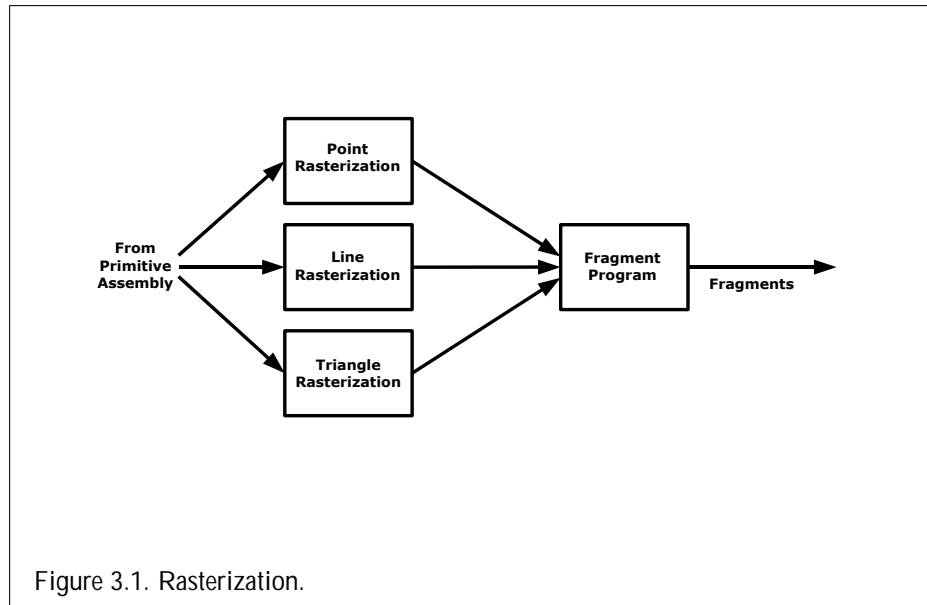 Point
Rasterization
From
Primitive
Assembly
Line
Rasterization
Triangle
Rasterization
Fragment
Program
Fragments
Figure 3.1. Rasterization.